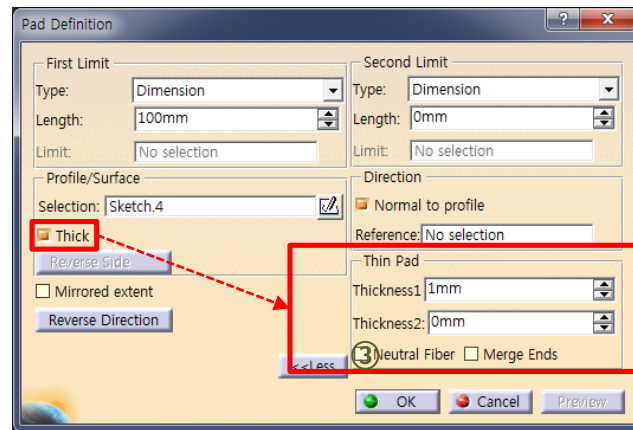 Pad Definition
?
X
First Limit
Type: Dimension
Length: 100mm
Limit: No selection
Profile/Surface
Selection: Sketch.4
Thick
Reverse Side
Mirrored extent
Reverse Direction
<<Less
Second Limit
Type: Dimension
Length: 0mm
Limit: No selection
Direction
Normal to profile
Reference: No selection
Thin Pad
Thickness1 1mm
Thickness2: 0mm
③ Neutral Fiber Merge Ends
OK Cancel Preview